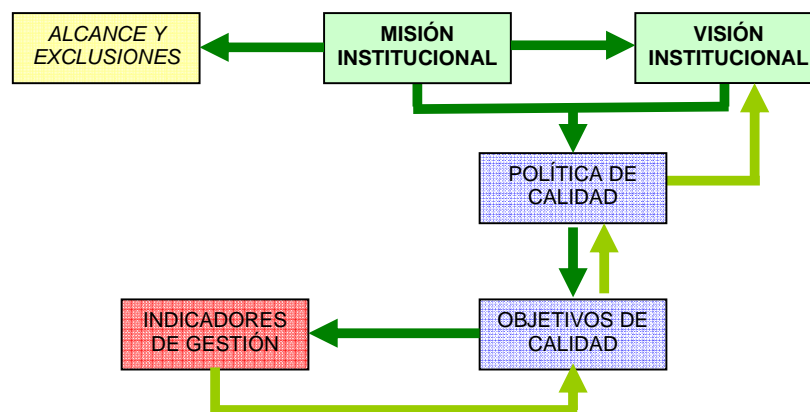 ALCANCE Y
EXCLUSIONES
MISIÓN
INSTITUCIONAL
VISIÓN
INSTITUCIONAL
POLÍTICA DE
CALIDAD
INDICADORES
DE GESTIÓN
OBJETIVOS DE
CALIDAD